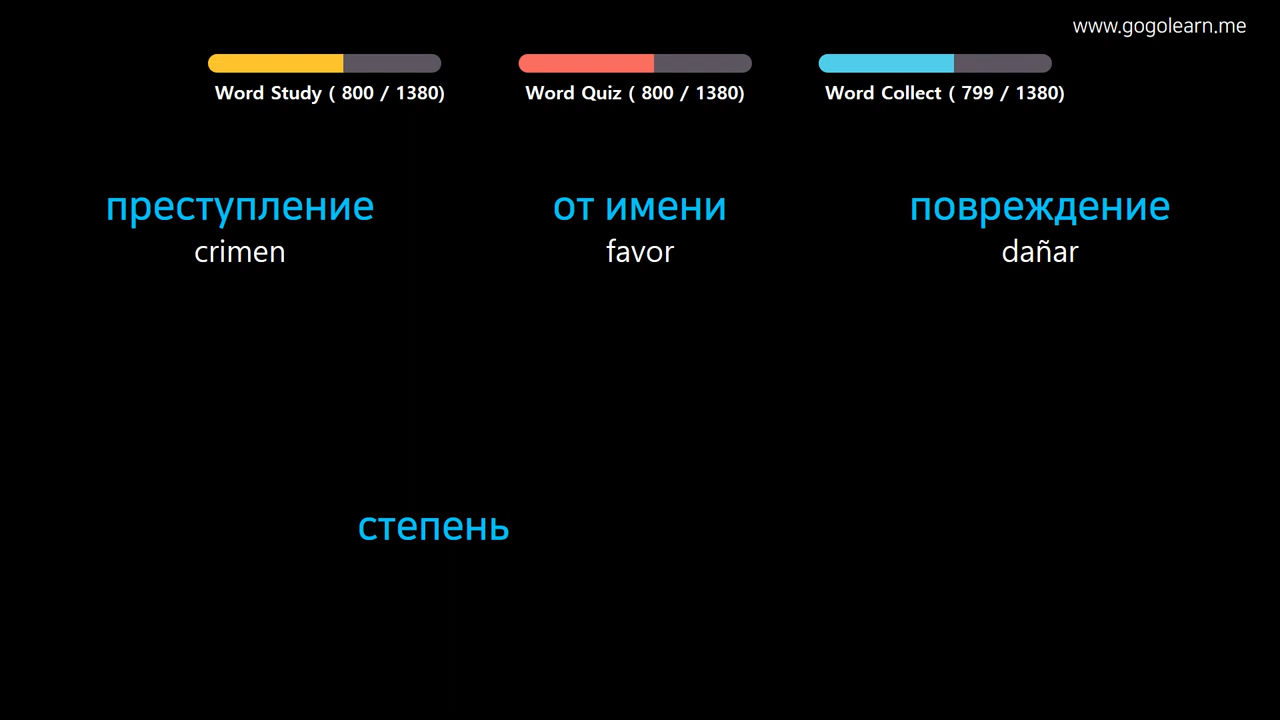 www.gogolearn.me
Word Study ( 800 / 1380)
Word Quiz ( 800 / 1380)
Word Collect ( 799 / 1380)
преступление
crimen
от имени
favor
повреждение
dañar
степень